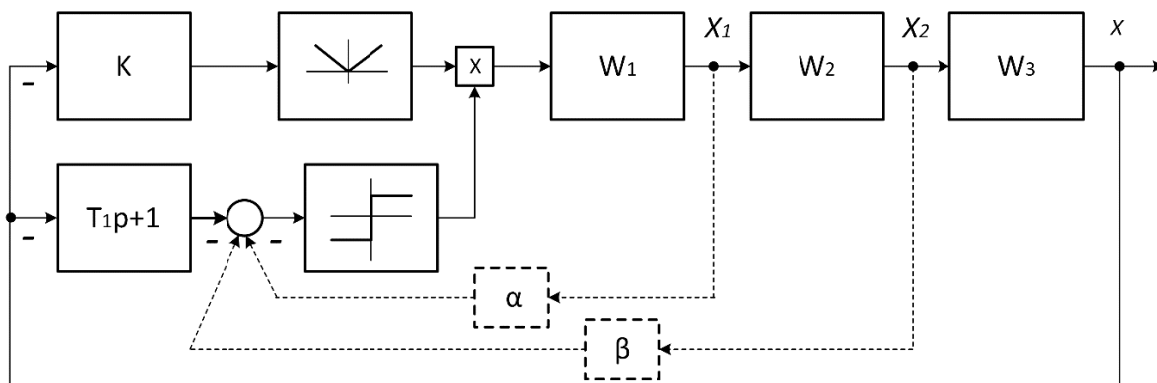 X₁
X₂
x
K
x
W₁
W₂
W₃
-
T₁p+1
-
-
-
α
β